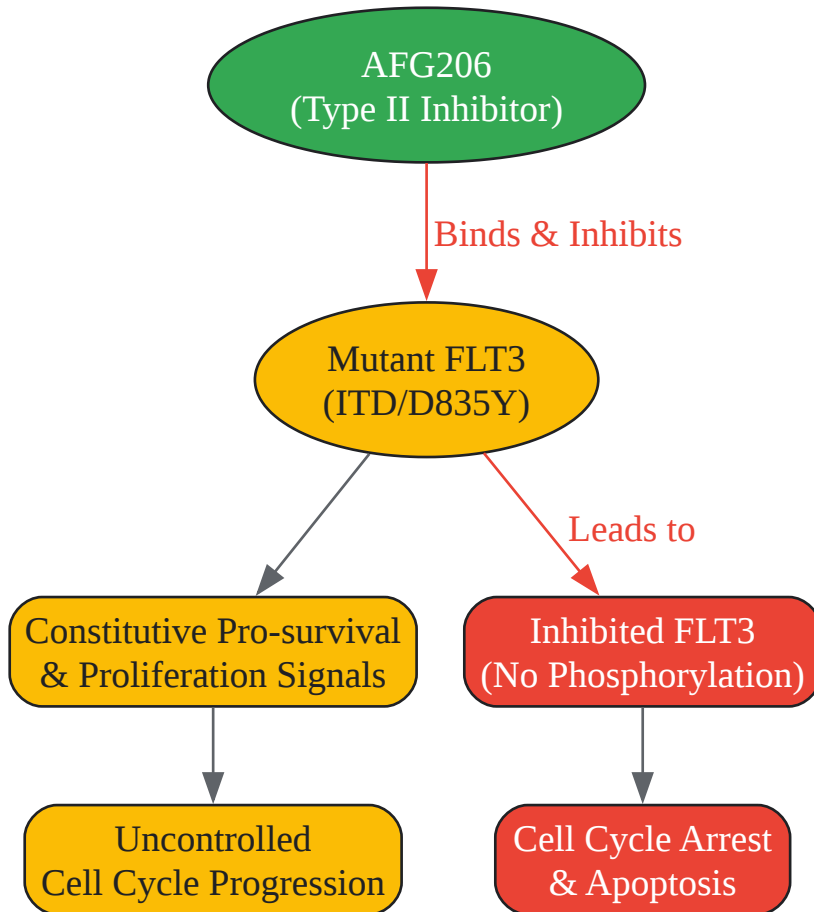 AFG206
(Type II Inhibitor)
Binds & Inhibits
Mutant FLT3
(ITD/D835Y)
Leads to
Constitutive Pro-survival
& Proliferation Signals
Inhibited FLT3
(No Phosphorylation)
Uncontrolled
Cell Cycle Progression
Cell Cycle Arrest
& Apoptosis